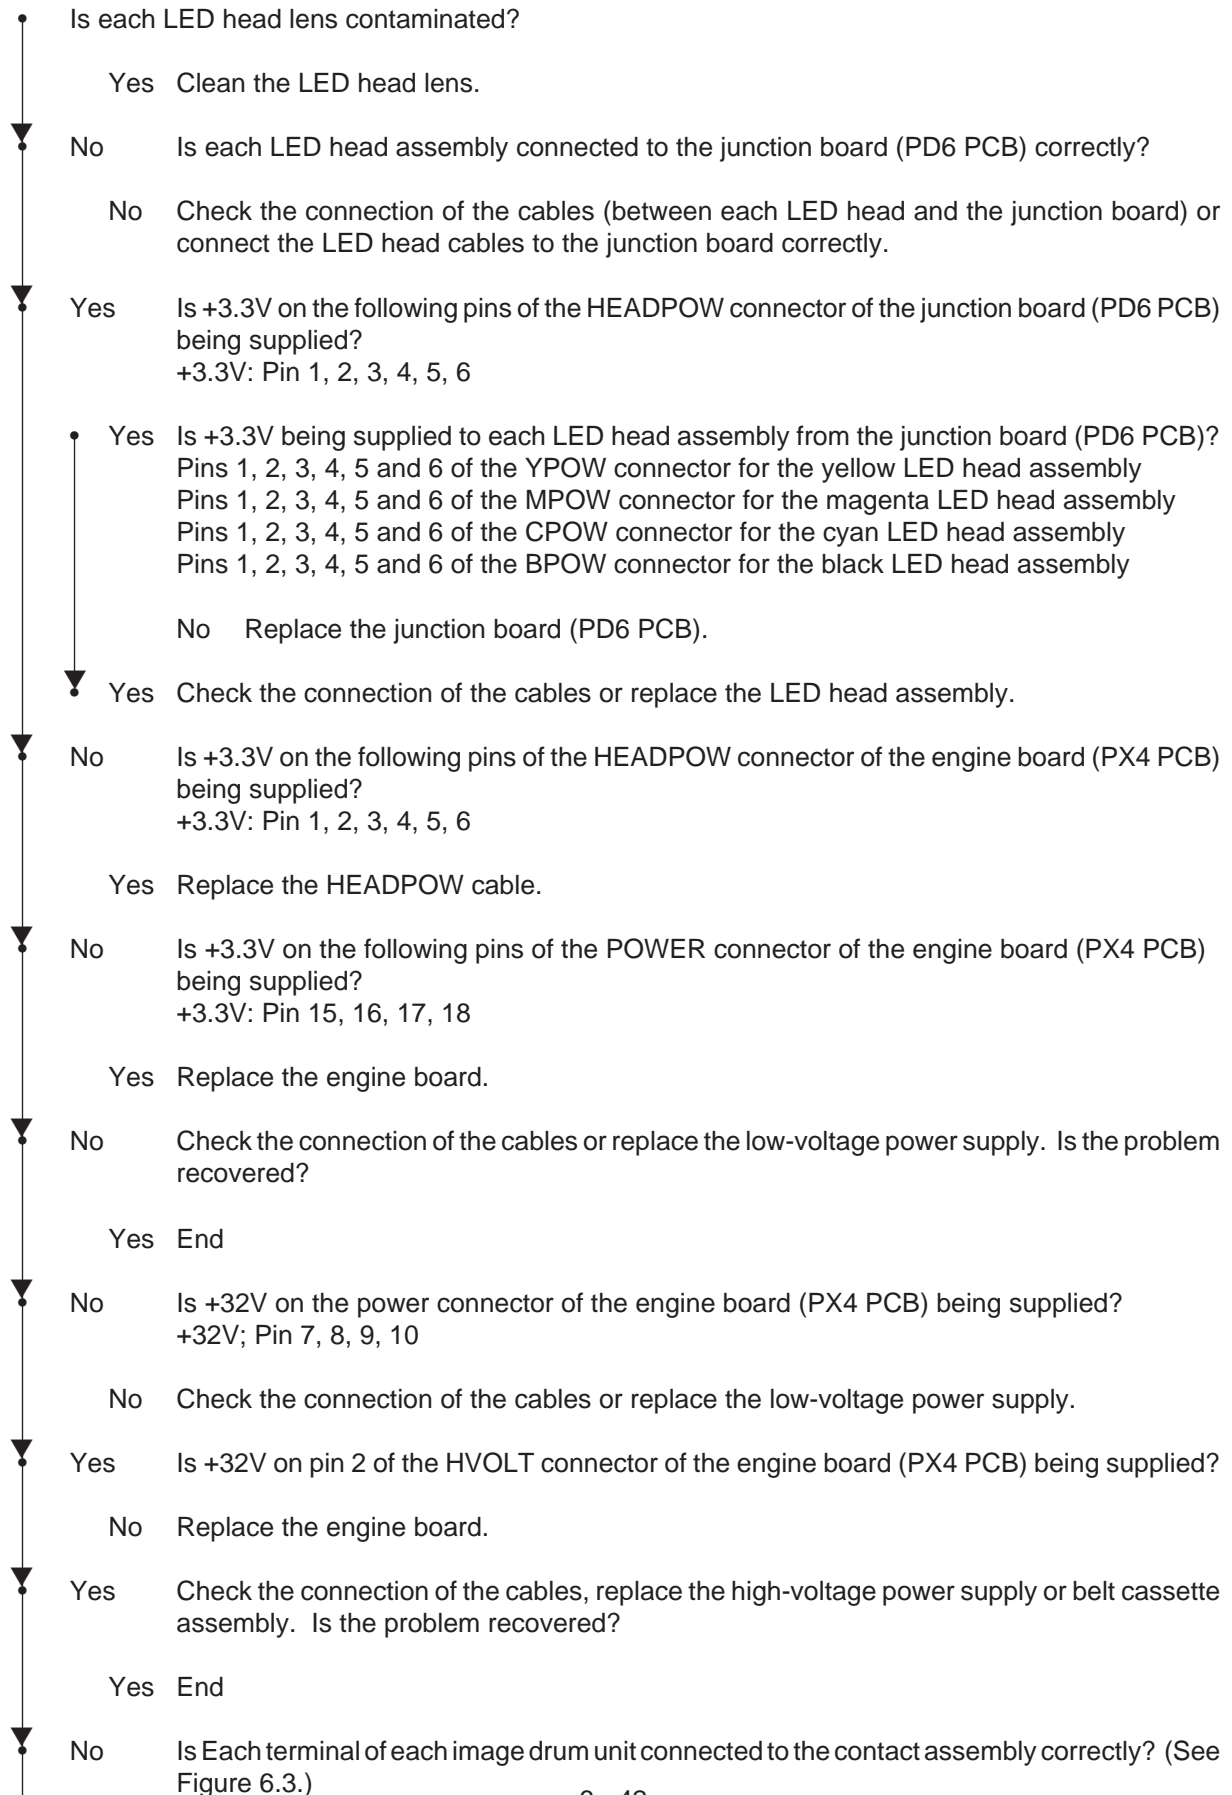 Is each LED head lens contaminated?
Yes Clean the LED head lens.
No Is each LED head assembly connected to the junction board (PD6 PCB) correctly?
No Check the connection of the cables (between each LED head and the junction board) or
connect the LED head cables to the junction board correctly.
Yes Is +3.3V on the following pins of the HEADPOW connector of the junction board (PD6 PCB)
being supplied?
+3.3V: Pin 1, 2, 3, 4, 5, 6
Yes Is +3.3V being supplied to each LED head assembly from the junction board (PD6 PCB)?
Pins 1, 2, 3, 4, 5 and 6 of the YPOW connector for the yellow LED head assembly
Pins 1, 2, 3, 4, 5 and 6 of the MPOW connector for the magenta LED head assembly
Pins 1, 2, 3, 4, 5 and 6 of the CPOW connector for the cyan LED head assembly
Pins 1, 2, 3, 4, 5 and 6 of the BPOW connector for the black LED head assembly
No Replace the junction board (PD6 PCB).
Yes Check the connection of the cables or replace the LED head assembly.
No Is +3.3V on the following pins of the HEADPOW connector of the engine board (PX4 PCB)
being supplied?
+3.3V: Pin 1, 2, 3, 4, 5, 6
Yes Replace the HEADPOW cable.
No Is +3.3V on the following pins of the POWER connector of the engine board (PX4 PCB)
being supplied?
+3.3V: Pin 15, 16, 17, 18
Yes Replace the engine board.
No Check the connection of the cables or replace the low-voltage power supply. Is the problem
recovered?
Yes End
No Is +32V on the power connector of the engine board (PX4 PCB) being supplied?
+32V; Pin 7, 8, 9, 10
No Check the connection of the cables or replace the low-voltage power supply.
Yes Is +32V on pin 2 of the HVOLT connector of the engine board (PX4 PCB) being supplied?
No Replace the engine board.
Yes Check the connection of the cables, replace the high-voltage power supply or belt cassette
assembly. Is the problem recovered?
Yes End
No Is Each terminal of each image drum unit connected to the contact assembly correctly? (See
Figure 6.3.)